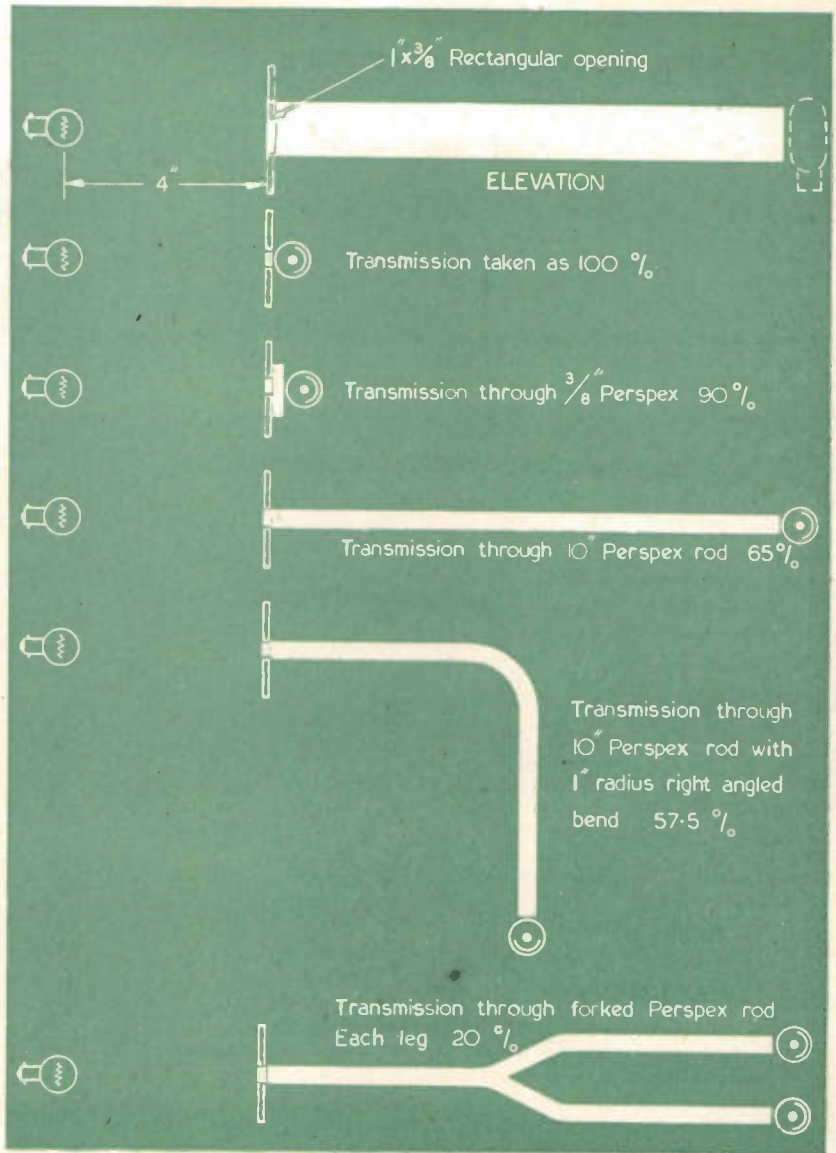 1" x 3/8" Rectangular opening
4"
ELEVATION
Transmission taken as 100 %
Transmission through 3/8" Perspex 90 %
Transmission through 10" Perspex rod 65 %
Transmission through
10" Perspex rod with
1" radius right angled
bend 57·5 %
Transmission through forked Perspex rod
Each leg 20 %